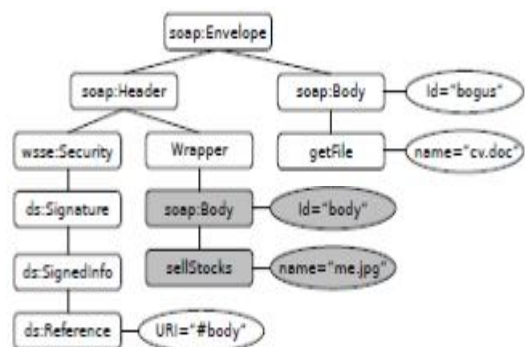 soap:Envelope
soap:Header
soap:Body
Id="bogus"
wsse:Security
Wrapper
getFile
name="cv.doc"
ds:Signature
soap:Body
Id="body"
ds:SignedInfo
sellStocks
name="me.jpg"
ds:Reference
URI="#body"